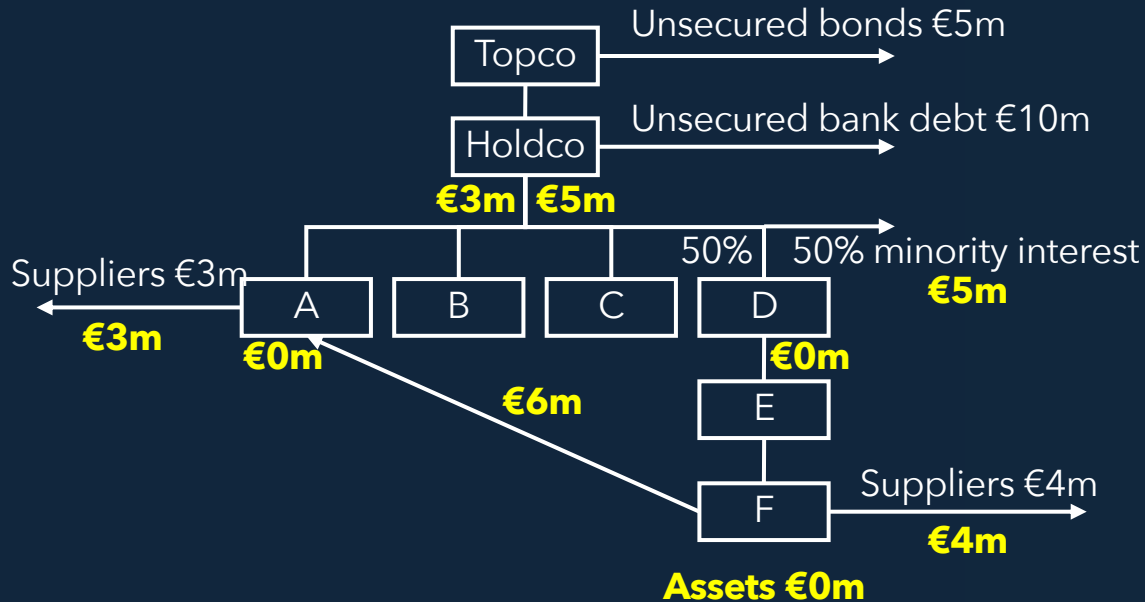 Unsecured bonds €5m
Topco
Unsecured bank debt €10m
Holdco
€3m €5m
50% 50% minority interest
€5m
Suppliers €3m
A B C D
€3m
€0m
€0m
€6m
E
Suppliers €4m
F
€4m
Assets €0m